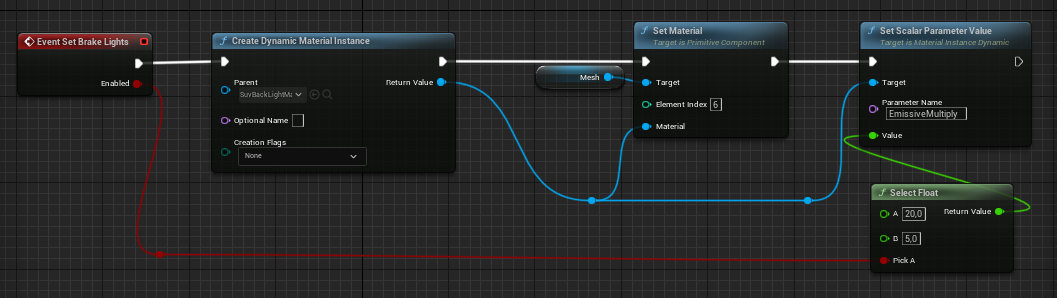 Event Set Brake Lights
Enabled
Create Dynamic Material Instance
Parent
SuvBackLightMa
Return Value
Optional Name
Creation Flags
None
Mesh
Set Material
Target is Primitive Component
Target
Element Index 6
Material
Set Scalar Parameter Value
Target is Material Instance Dynamic
Target
Parameter Name
EmissiveMultiply
Value
Select Float
A 20,0
Return Value
B 5,0
Pick A